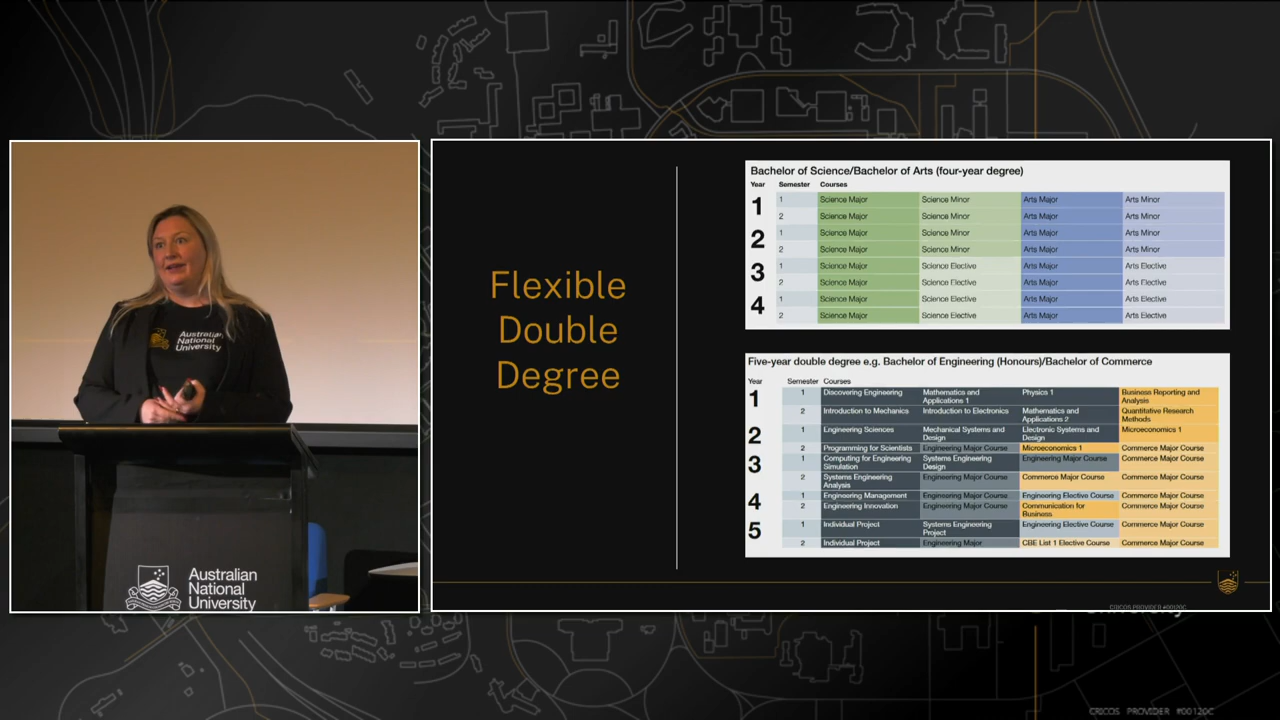 Australian
National
University
Australian
National
University
Flexible
Double
Degree
Bachelor of Science/Bachelor of Arts (four-year degree)
Year Semester Courses
1 1 Science Major Science Minor Arts Major Arts Minor
2 Science Major Science Minor Arts Major Arts Minor
2 1 Science Major Science Minor Arts Major Arts Minor
2 Science Major Science Minor Arts Major Arts Minor
3 1 Science Major Science Elective Arts Major Arts Elective
2 Science Major Science Elective Arts Major Arts Elective
4 1 Science Major Science Elective Arts Major Arts Elective
2 Science Major Science Elective Arts Major Arts Elective
Five-year double degree e.g. Bachelor of Engineering (Honours)/Bachelor of Commerce
Year Semester Courses
1 1 Discovering Engineering Mathematics and Applications 1 Physics 1 Business Reporting and Analysis
2 Introduction to Mechanics Introduction to Electronics Mathematics and Applications 2 Quantitative Research Methods
2 1 Engineering Sciences Mechanical Systems and Design Electronic Systems and Design Microeconomics 1
2 Programming for Scientists Engineering Major Course Microeconomics 1 Commerce Major Course
3 1 Computing for Engineering Simulation Systems Engineering Design Engineering Major Course Commerce Major Course
2 Systems Engineering Analysis Engineering Major Course Commerce Major Course Commerce Major Course
4 1 Engineering Management Engineering Major Course Engineering Elective Course Commerce Major Course
2 Engineering Innovation Engineering Major Course Communication for Business Commerce Major Course
5 1 Individual Project Systems Engineering Project Engineering Elective Course Commerce Major Course
2 Individual Project Engineering Major CBE List 1 Elective Course Commerce Major Course
CRICOS PROVIDER #00120C
University
CRICOS PROVIDER #00120C